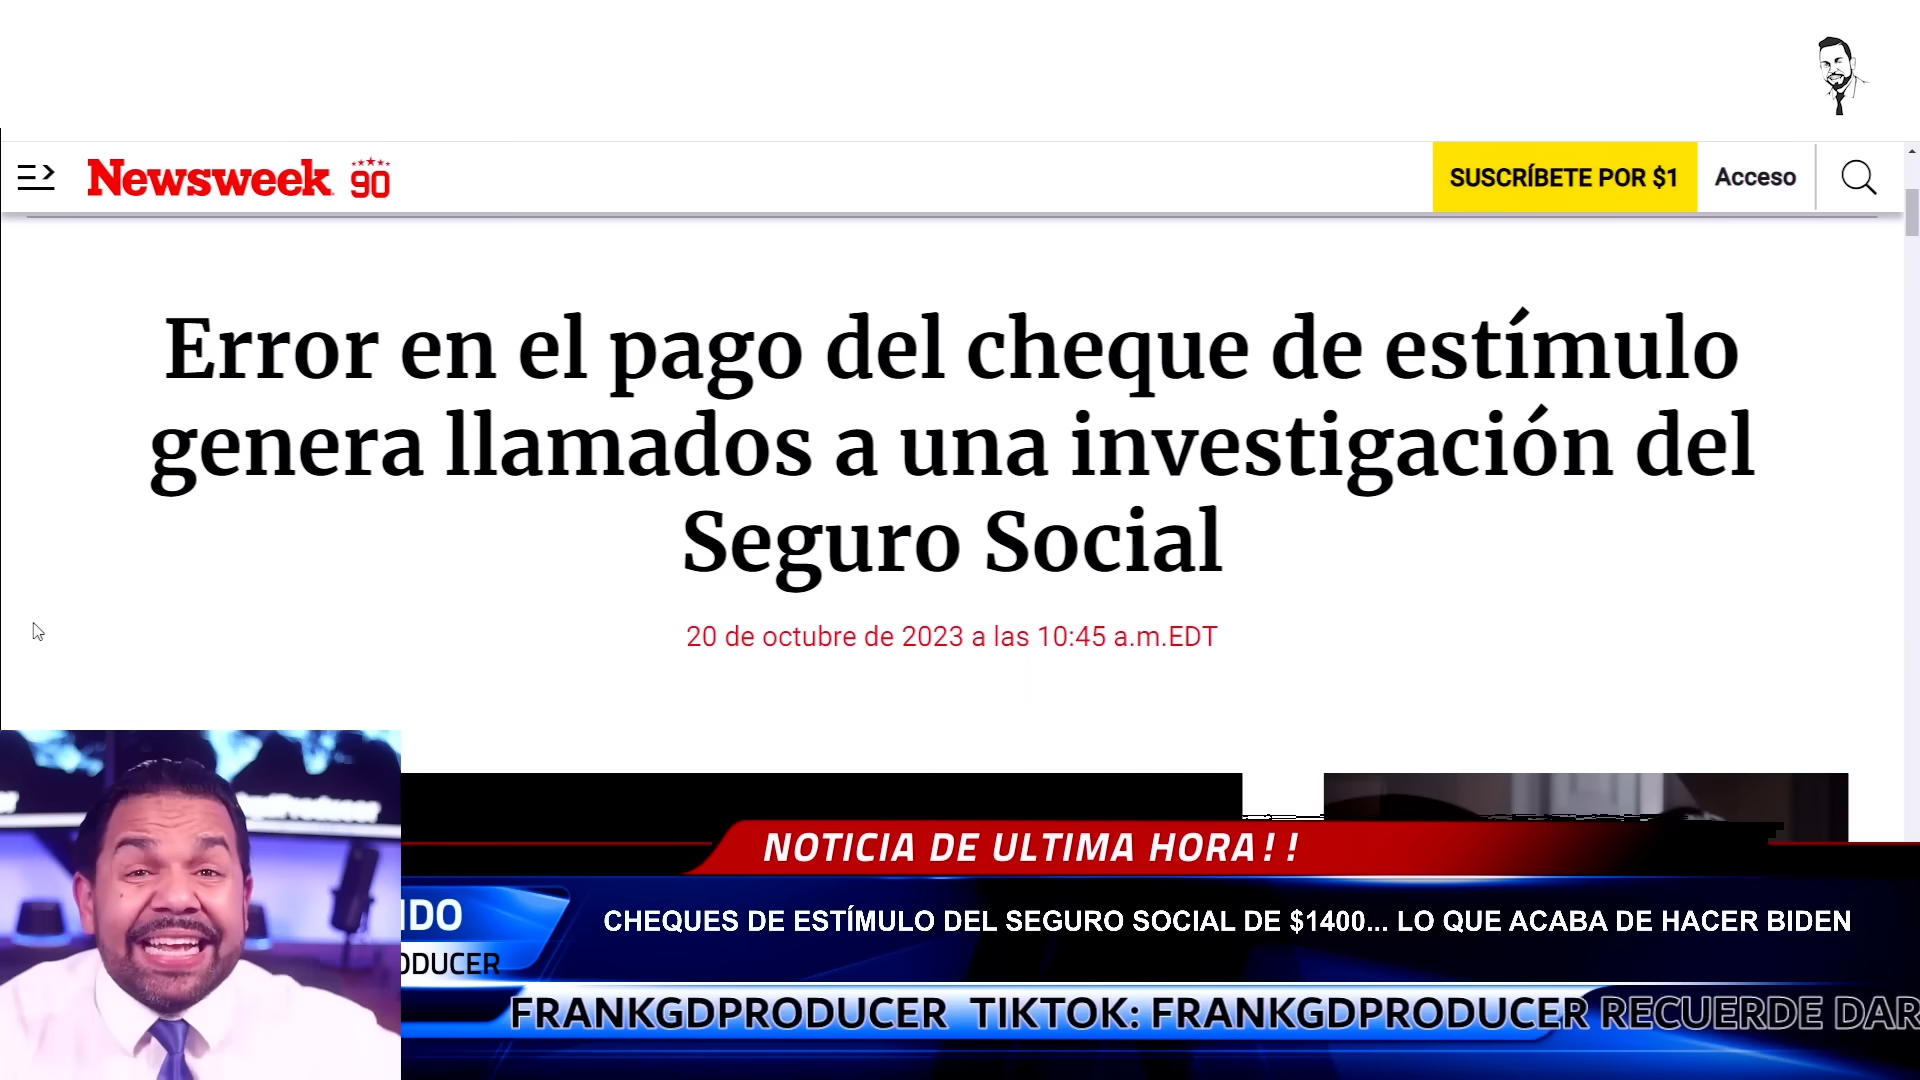 Newsweek 90
SUSCRÍBETE POR $1
Acceso
Error en el pago del cheque de estímulo
genera llamados a una investigación del
Seguro Social
20 de octubre de 2023 a las 10:45 a.m.EDT
NOTICIA DE ULTIMA HORA!!
IDO
CHEQUES DE ESTÍMULO DEL SEGURO SOCIAL DE $1400... LO QUE ACABA DE HACER BIDEN
ODUCER
FRANKGDPRODUCER TIKTOK: FRANKGDPRODUCER RECUERDE DAR